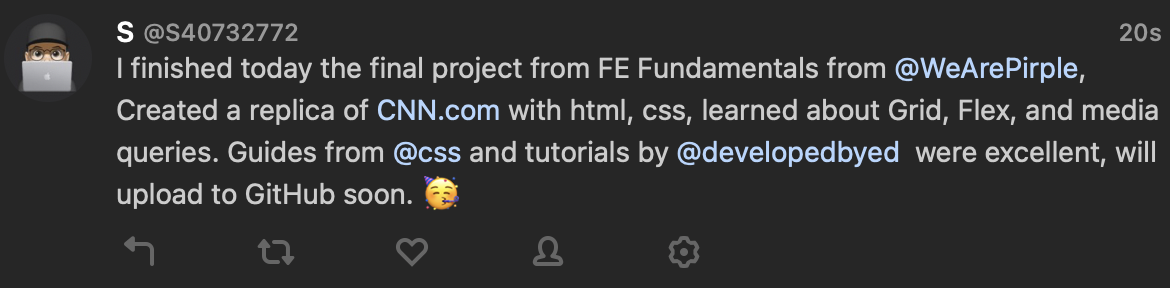 S @S40732772 20s
I finished today the final project from FE Fundamentals from @WeArePirple,
Created a replica of CNN.com with html, css, learned about Grid, Flex, and media
queries. Guides from @css and tutorials by @developedbyed  were excellent, will
upload to GitHub soon. 🥳